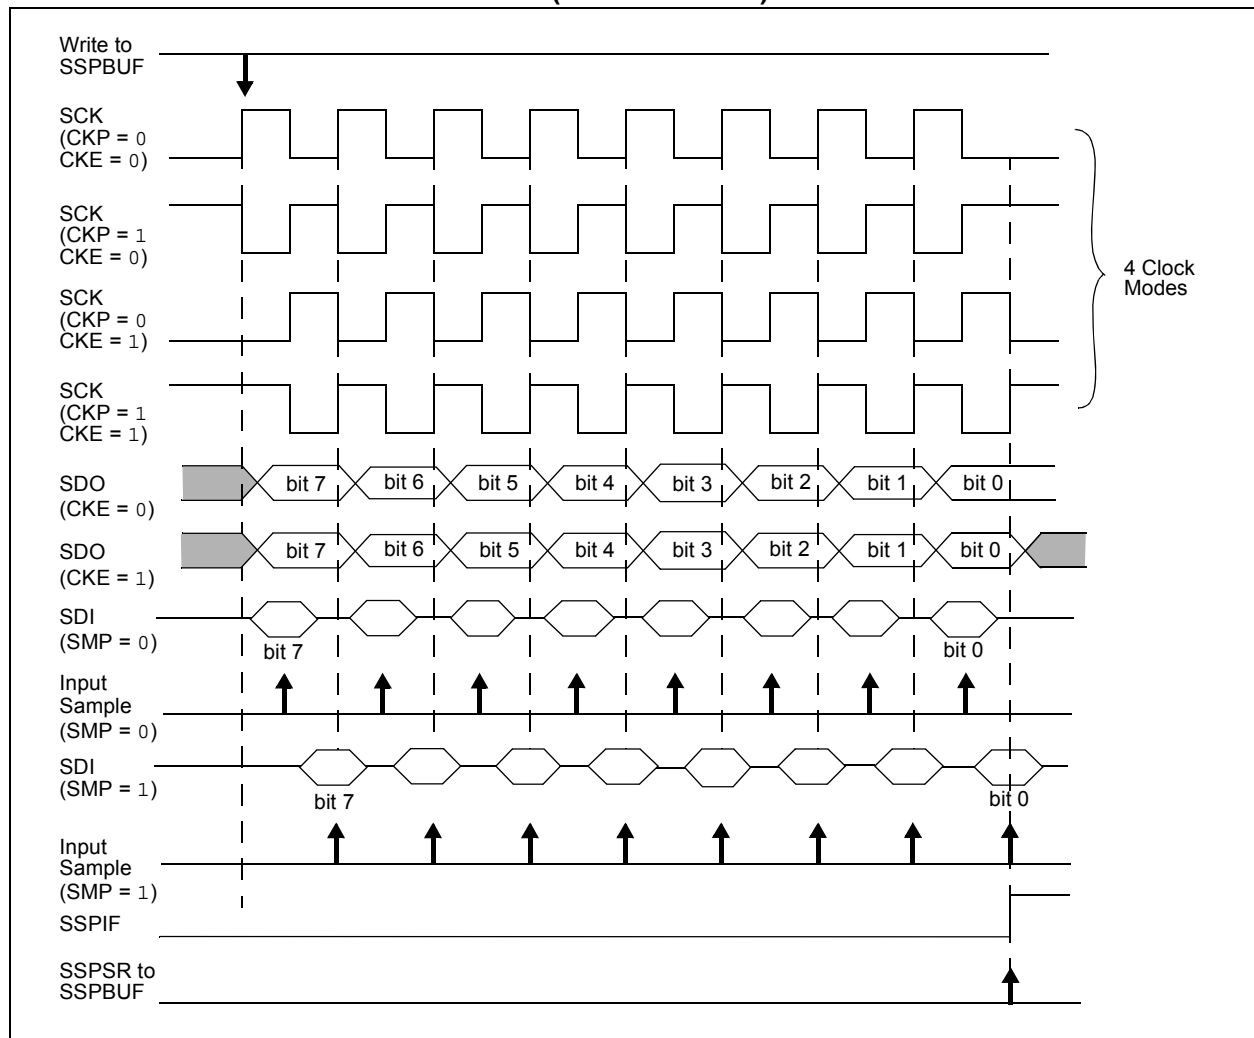 Write to
SSPBUF
SCK
(CKP = 0
CKE = 0)
SCK
(CKP = 1
CKE = 0)
4 Clock
Modes
SCK
(CKP = 0
CKE = 1)
SCK
(CKP = 1
CKE = 1)
SDO
(CKE = 0)
bit 7 bit 6 bit 5 bit 4 bit 3 bit 2 bit 1 bit 0
SDO
(CKE = 1)
bit 7 bit 6 bit 5 bit 4 bit 3 bit 2 bit 1 bit 0
SDI
(SMP = 0)
bit 7 bit 0
Input
Sample
(SMP = 0)
SDI
(SMP = 1)
bit 7 bit 0
Input
Sample
(SMP = 1)
SSPIF
SSPSR to
SSPBUF